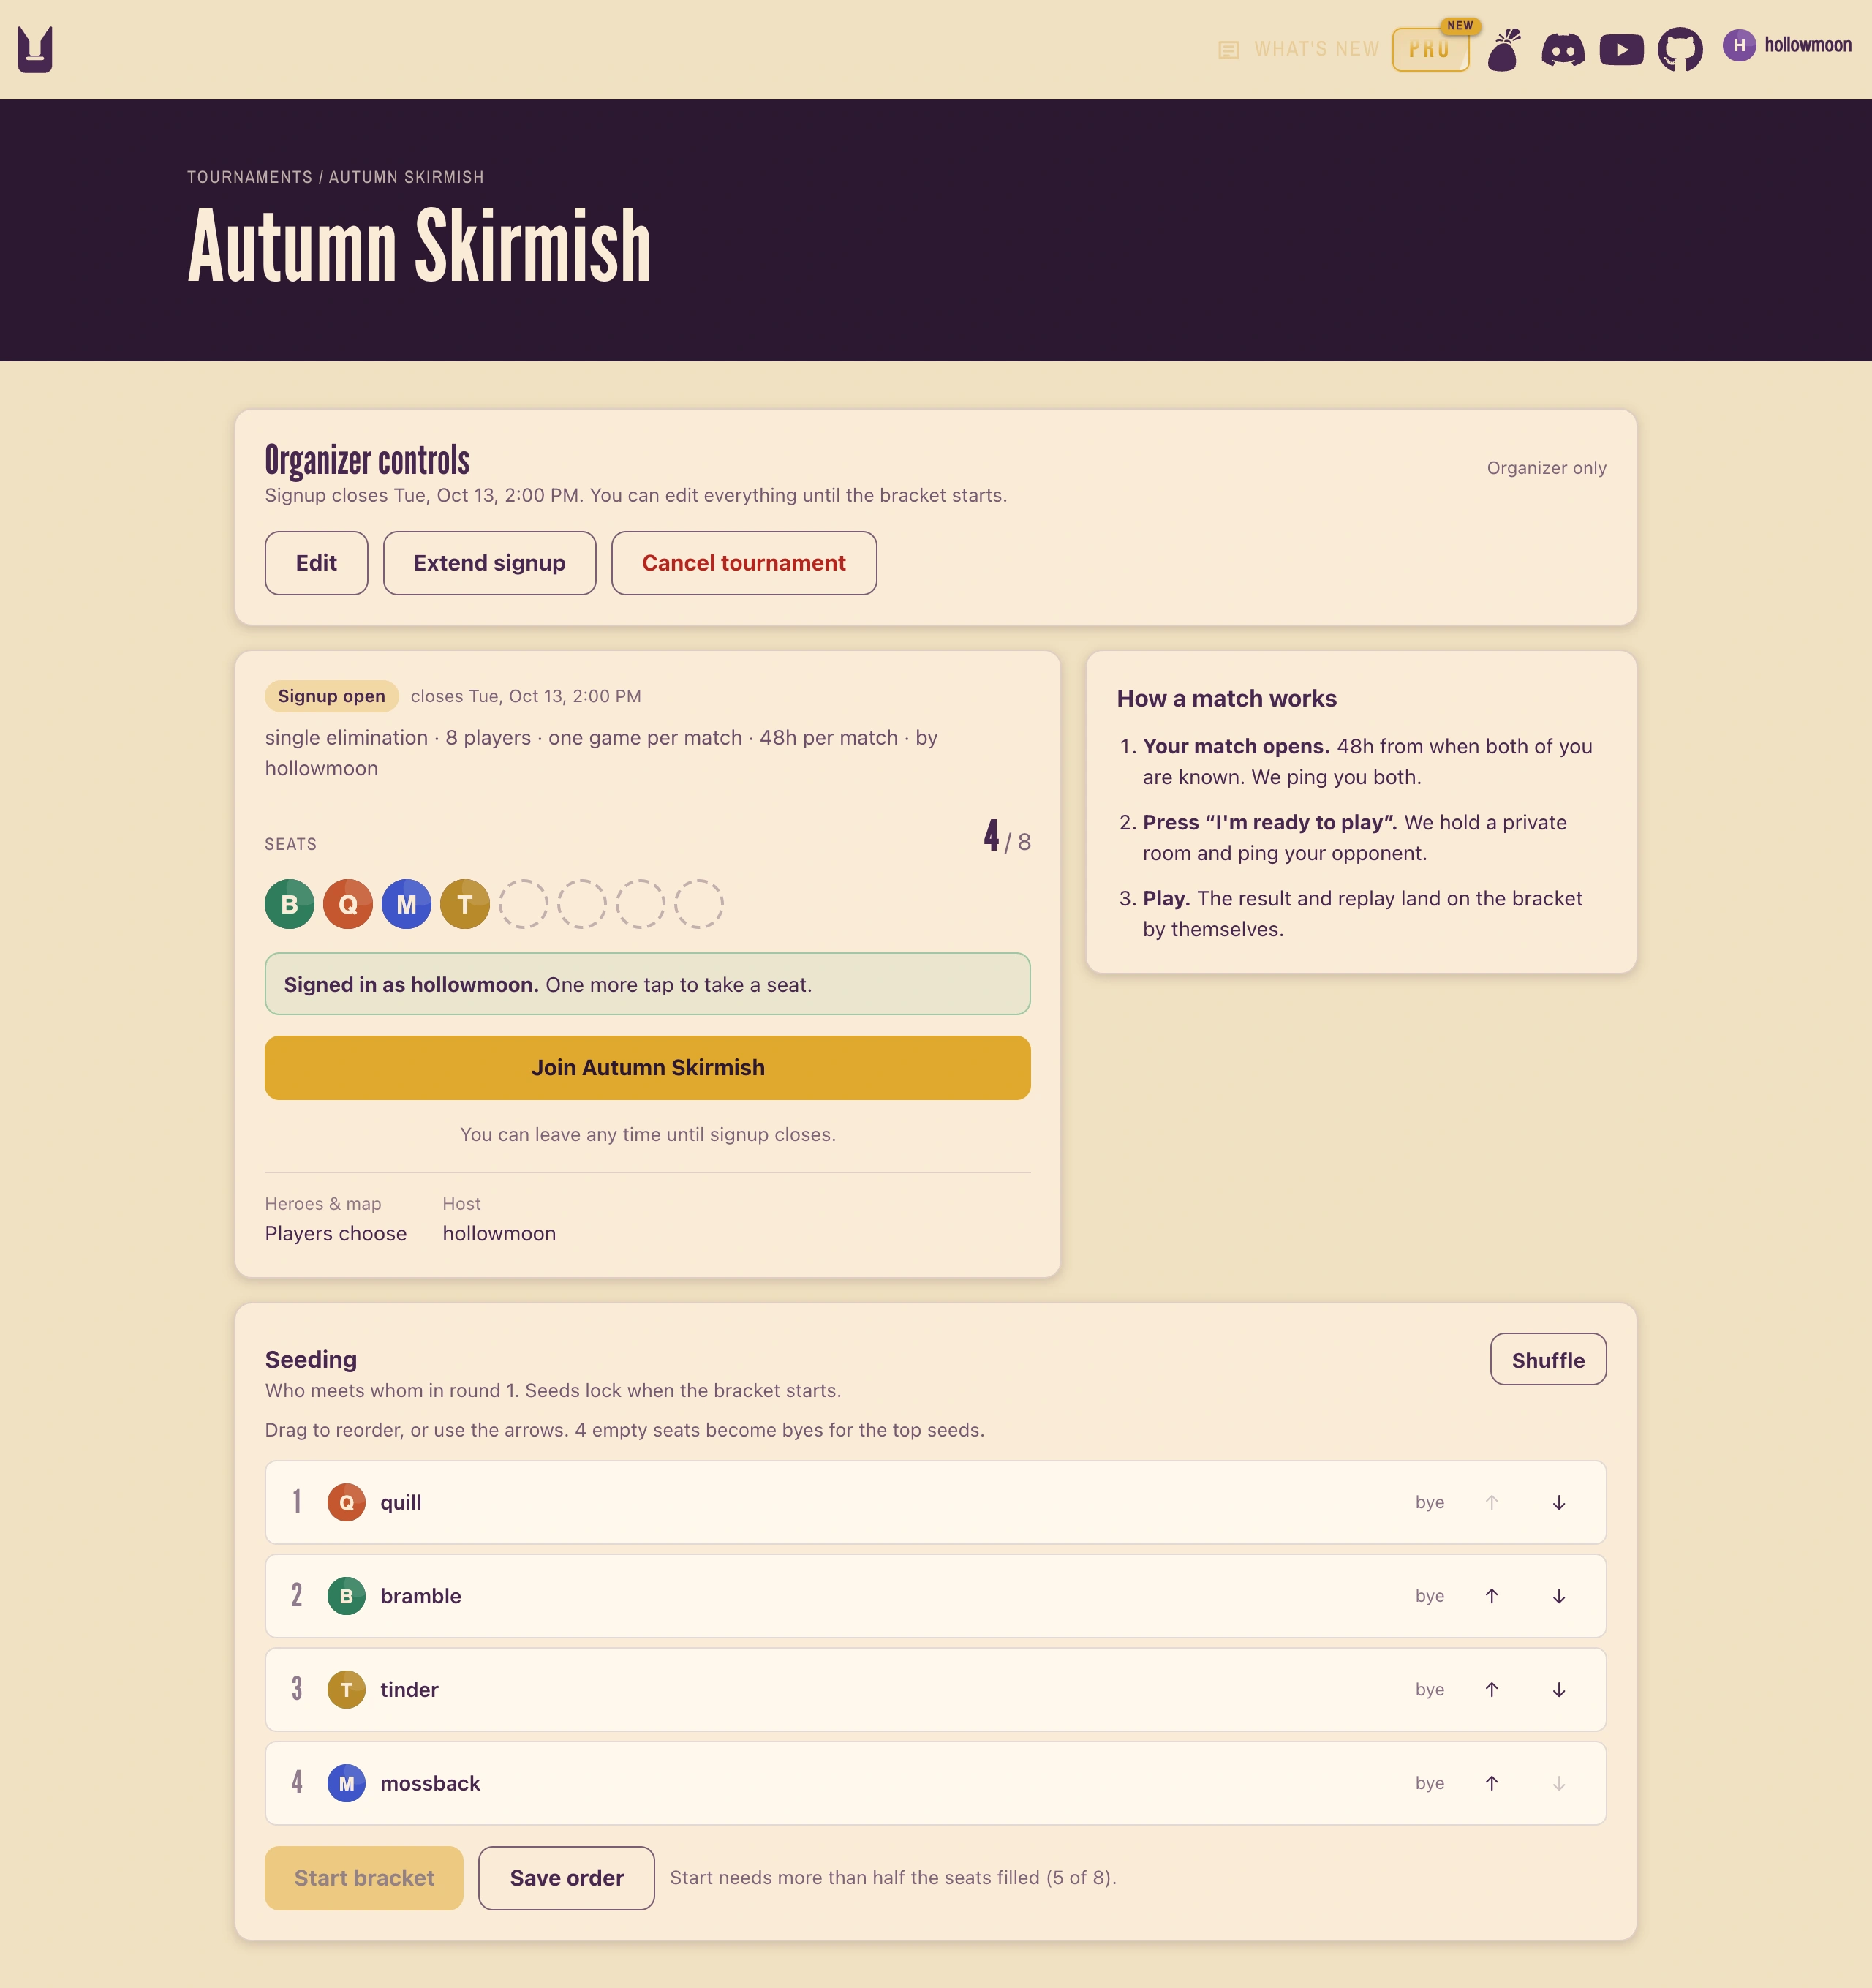 WHAT'S NEW
PRO
NEW
H hollowmoon
TOURNAMENTS / AUTUMN SKIRMISH
Autumn Skirmish
Organizer controls
Organizer only
Signup closes Tue, Oct 13, 2:00 PM. You can edit everything until the bracket starts.
Edit
Extend signup
Cancel tournament
Signup open closes Tue, Oct 13, 2:00 PM
single elimination · 8 players · one game per match · 48h per match · by
hollowmoon
SEATS
4 / 8
B Q M T
Signed in as hollowmoon. One more tap to take a seat.
Join Autumn Skirmish
You can leave any time until signup closes.
Heroes & map
Players choose
Host
hollowmoon
How a match works
1. Your match opens. 48h from when both of you
are known. We ping you both.
2. Press “I'm ready to play”. We hold a private
room and ping your opponent.
3. Play. The result and replay land on the bracket
by themselves.
Seeding
Shuffle
Who meets whom in round 1. Seeds lock when the bracket starts.
Drag to reorder, or use the arrows. 4 empty seats become byes for the top seeds.
1 Q quill bye ↑ ↓
2 B bramble bye ↑ ↓
3 T tinder bye ↑ ↓
4 M mossback bye ↑ ↓
Start bracket
Save order
Start needs more than half the seats filled (5 of 8).